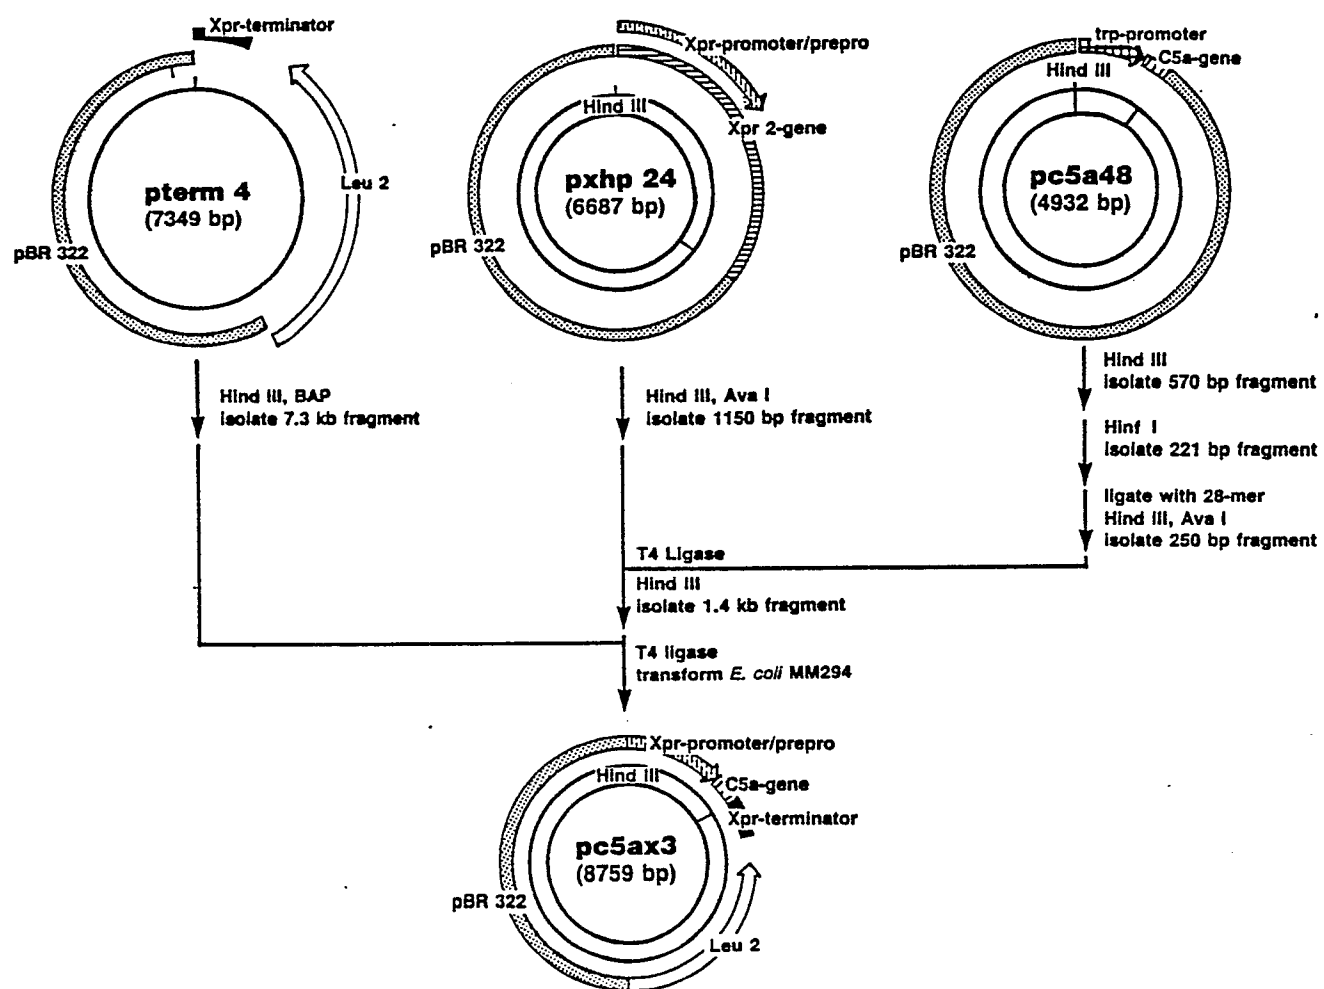 Xpr-terminator
Leu 2
pterm 4
(7349 bp)
pBR 322
Xpr-promoter/prepro
Hind III
Xpr 2-gene
pxhp 24
(6687 bp)
pBR 322
trp-promoter
C5a-gene
Hind III
pc5a48
(4932 bp)
pBR 322
Hind III, BAP
isolate 7.3 kb fragment
Hind III, Ava I
isolate 1150 bp fragment
Hind III
isolate 570 bp fragment
Hinf I
isolate 221 bp fragment
ligate with 28-mer
Hind III, Ava I
isolate 250 bp fragment
T4 Ligase
Hind III
isolate 1.4 kb fragment
T4 ligase
transform E. coli MM294
Xpr-promoter/prepro
Hind III
C5a-gene
Xpr-terminator
pc5ax3
(8759 bp)
pBR 322
Leu 2